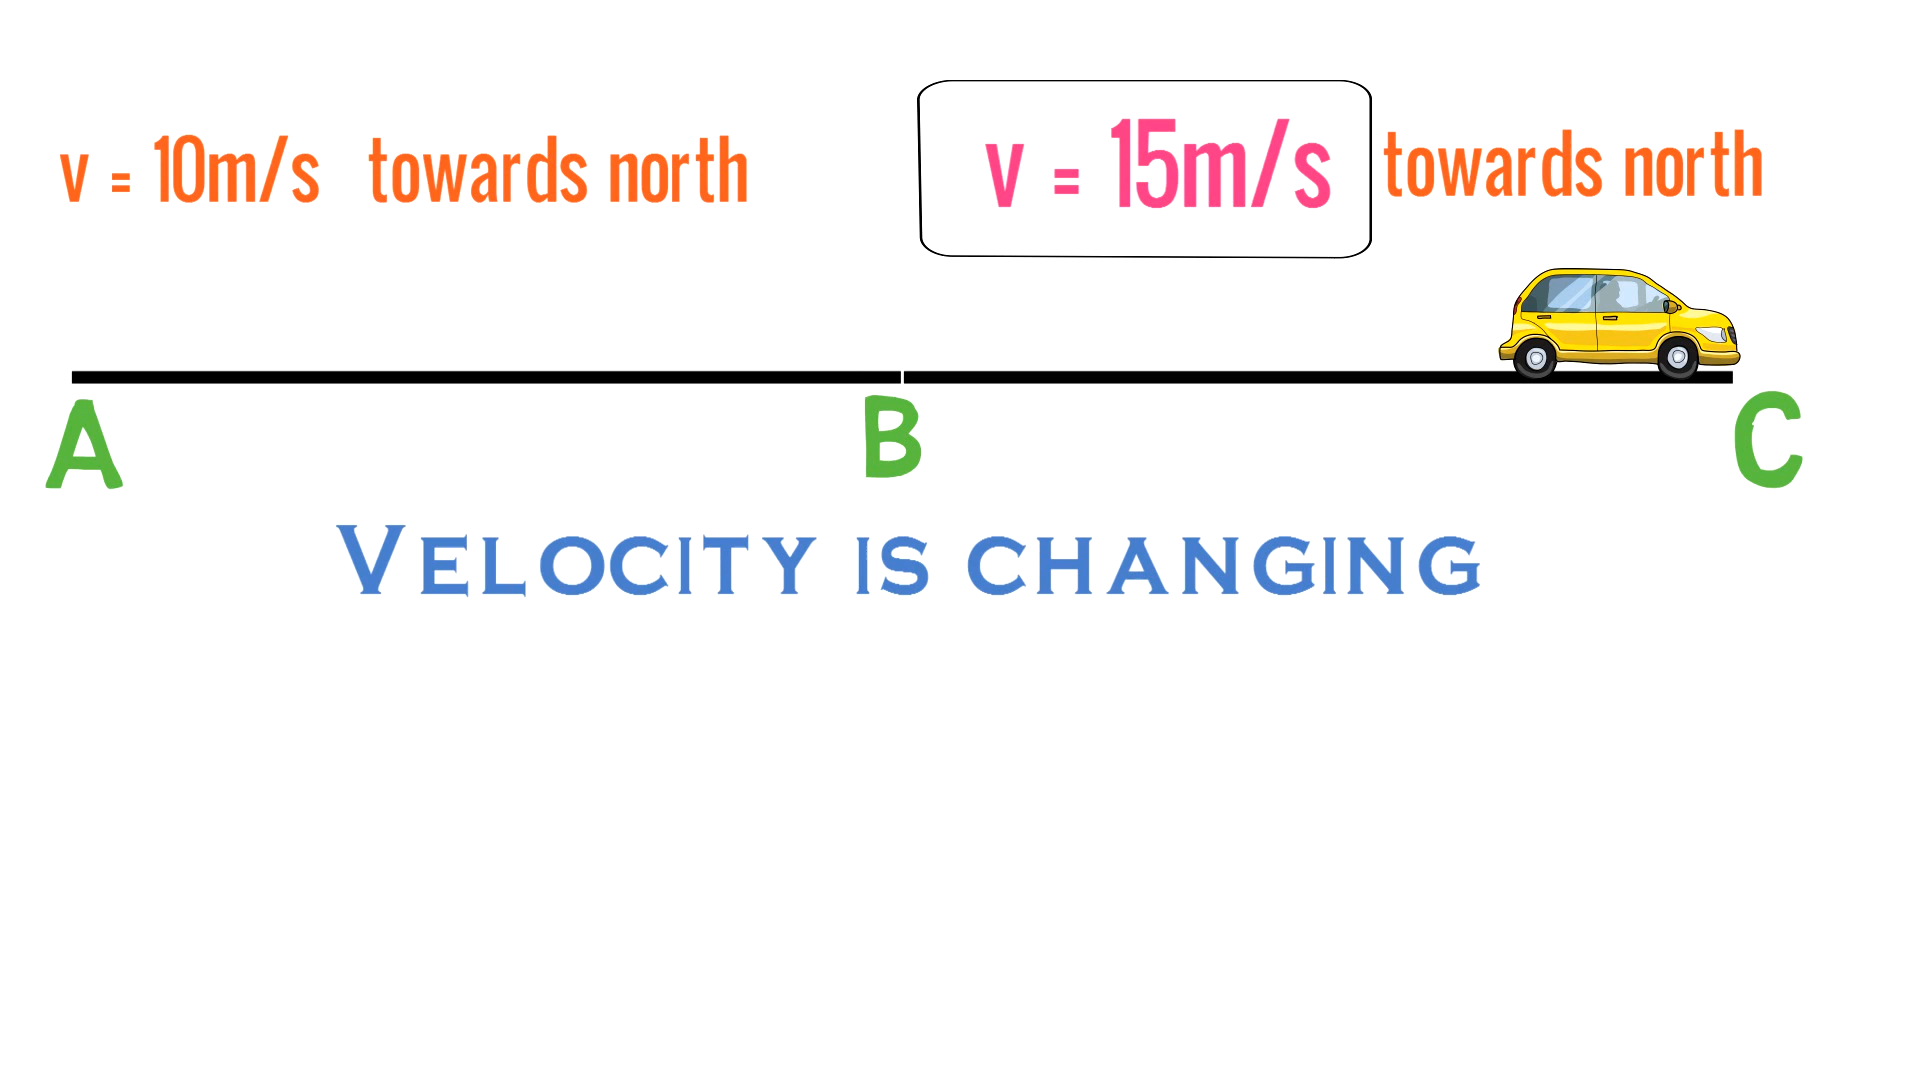 v = 10m/s towards north
v = 15m/s towards north
A B C
VELOCITY IS CHANGING